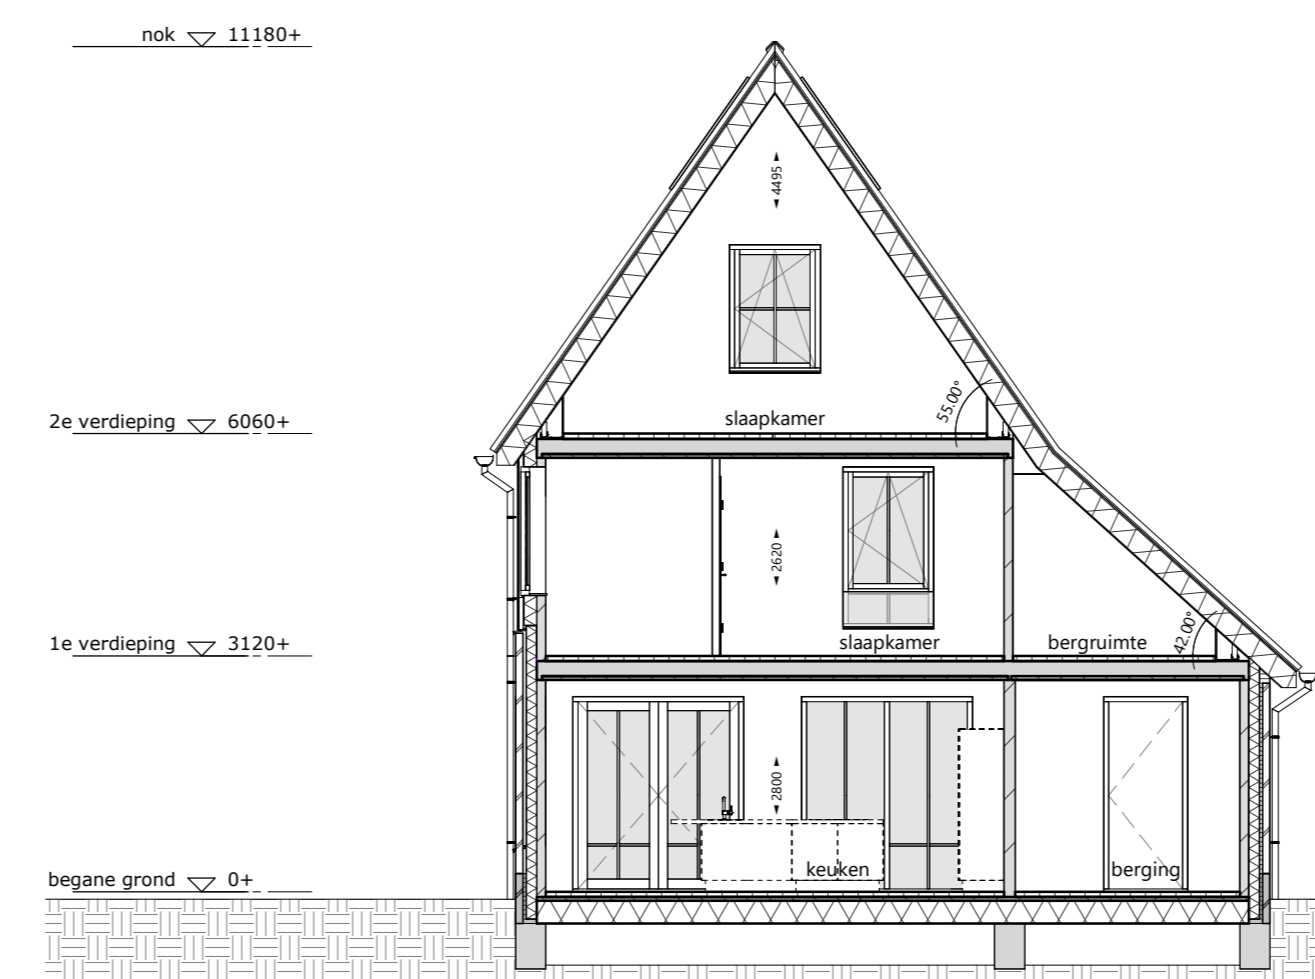 nok 11180+
4495
55.00°
slaapkamer
2e verdieping 6060+
2620
42.00°
slaapkamer
bergruimte
1e verdieping 3120+
2800
keuken
berging
begane grond 0+